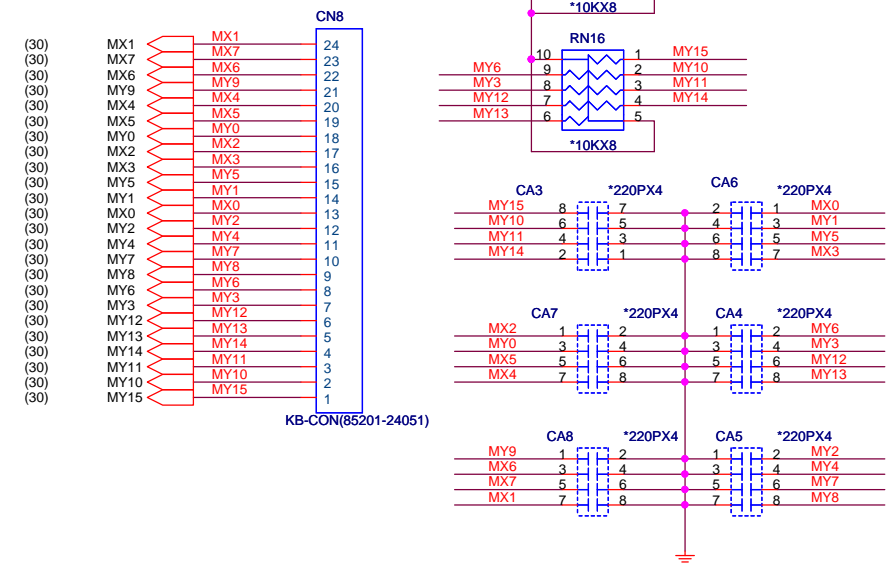 *10KX8
CN8
(30) MX1 MX1 24
(30) MX7 MX7 23
(30) MX6 MX6 22
(30) MY9 MY9 21
(30) MX4 MX4 20
(30) MX5 MX5 19
(30) MY0 MY0 18
(30) MX2 MX2 17
(30) MX3 MX3 16
(30) MY5 MY5 15
(30) MY1 MY1 14
(30) MX0 MX0 13
(30) MY2 MY2 12
(30) MY4 MY4 11
(30) MY7 MY7 10
(30) MY8 MY8 9
(30) MY6 MY6 8
(30) MY3 MY3 7
(30) MY12 MY12 6
(30) MY13 MY13 5
(30) MY14 MY14 4
(30) MY11 MY11 3
(30) MY10 MY10 2
(30) MY15 MY15 1
KB-CON(85201-24051)
RN16
10 1 MY15
MY6 9 2 MY10
MY3 8 3 MY11
MY12 7 4 MY14
MY13 6 5
*10KX8
CA3 *220PX4
MY15 8 7
MY10 6 5
MY11 4 3
MY14 2 1
CA6 *220PX4
2 1 MX0
4 3 MY1
6 5 MY5
8 7 MX3
CA7 *220PX4
MX2 1 2
MY0 3 4
MX5 5 6
MX4 7 8
CA4 *220PX4
1 2 MY6
3 4 MY3
5 6 MY12
7 8 MY13
CA8 *220PX4
MY9 1 2
MX6 3 4
MX7 5 6
MX1 7 8
CA5 *220PX4
1 2 MY2
3 4 MY4
5 6 MY7
7 8 MY8